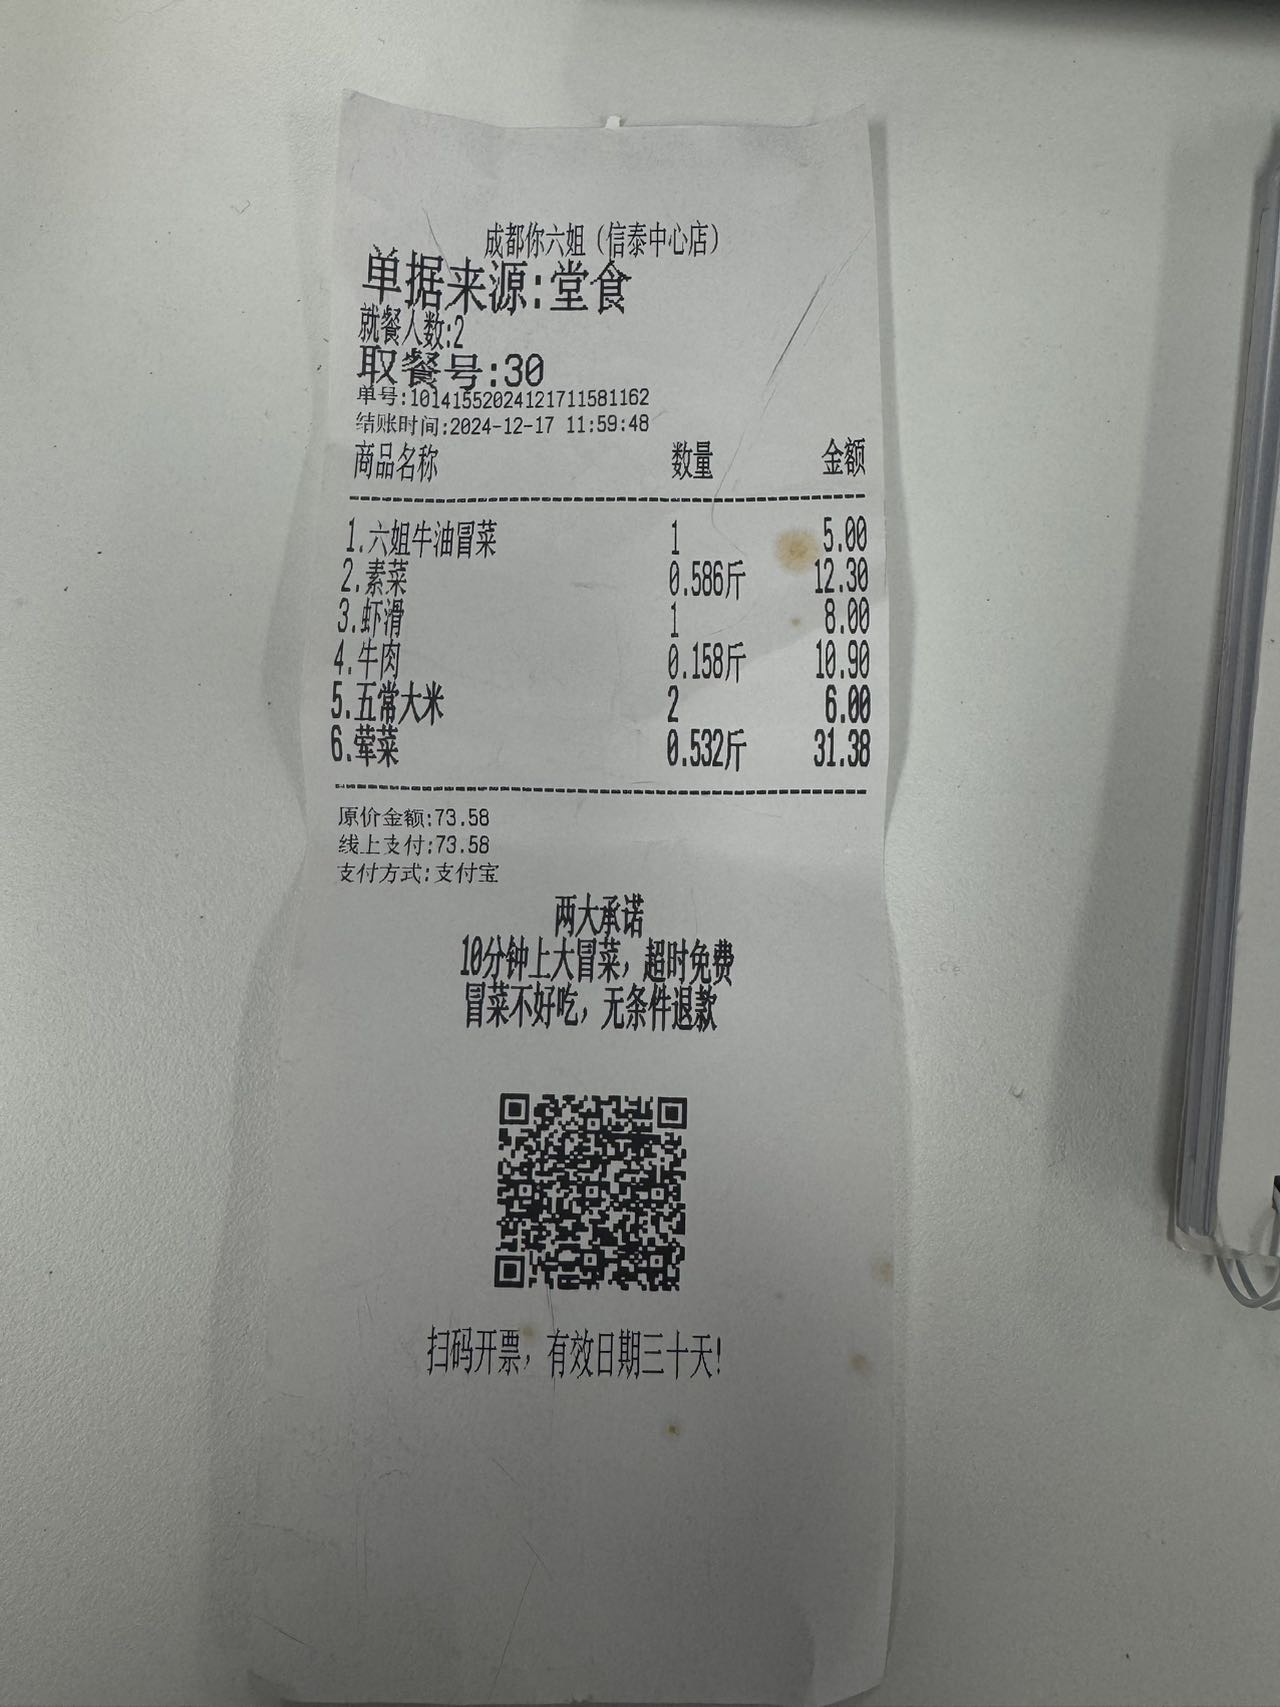 成都你六姐（信泰中心店）
单据来源:堂食
就餐人数:2
取餐号:30
单号:10141552024121711581162
结账时间:2024-12-17 11:59:48
商品名称 数量 金额
1.六姐牛油冒菜 1 5.00
2.素菜 0.586斤 12.30
3.虾滑 1 8.00
4.牛肉 0.158斤 10.90
5.五常大米 2 6.00
6.荤菜 0.532斤 31.38
原价金额:73.58
线上支付:73.58
支付方式:支付宝
两大承诺
10分钟上大冒菜，超时免费
冒菜不好吃，无条件退款
扫码开票，有效日期三十天!